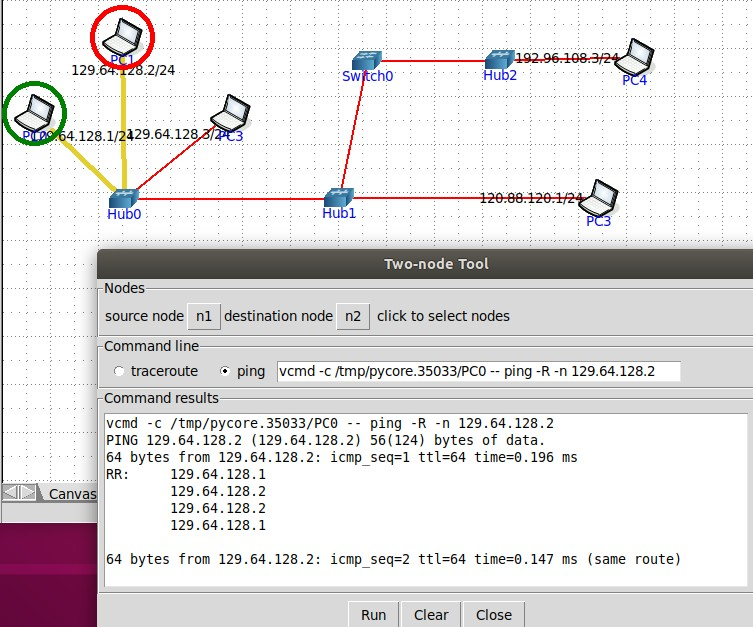 PC1
129.64.128.2/24
Switch0
Hub2
192.96.108.3/24
PC4
129.64.128.1/24
129.64.128.3/24
PC3
Hub0
Hub1
120.88.120.1/24
PC3
Two-node Tool
Nodes
source node n1 destination node n2 click to select nodes
Command line
traceroute ping vcmd -c /tmp/pycore.35033/PC0 -- ping -R -n 129.64.128.2
Command results
vcmd -c /tmp/pycore.35033/PC0 -- ping -R -n 129.64.128.2
PING 129.64.128.2 (129.64.128.2) 56(124) bytes of data.
64 bytes from 129.64.128.2: icmp_seq=1 ttl=64 time=0.196 ms
RR: 129.64.128.1
129.64.128.2
129.64.128.2
129.64.128.1
64 bytes from 129.64.128.2: icmp_seq=2 ttl=64 time=0.147 ms (same route)
Canvas
Run Clear Close